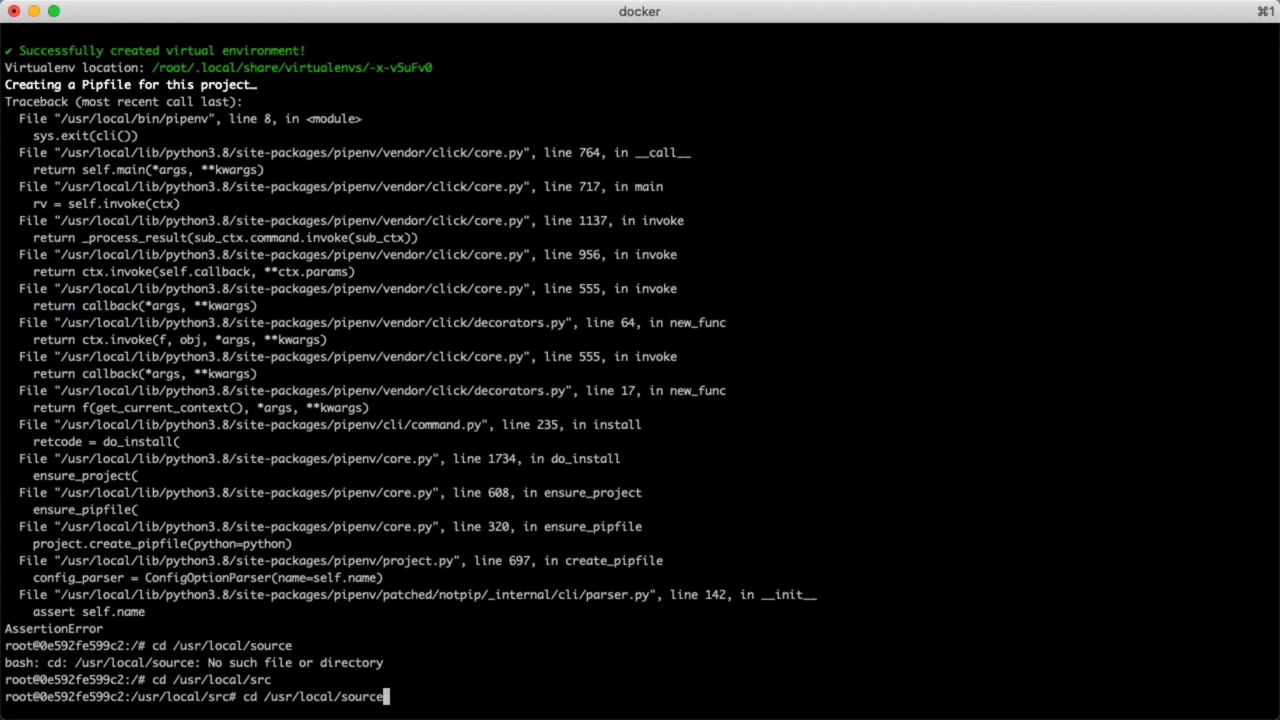 docker
⌘1
✔ Successfully created virtual environment!
Virtualenv location: /root/.local/share/virtualenvs/-x-v5uFv0
Creating a Pipfile for this project…
Traceback (most recent call last):
  File "/usr/local/bin/pipenv", line 8, in <module>
    sys.exit(cli())
  File "/usr/local/lib/python3.8/site-packages/pipenv/vendor/click/core.py", line 764, in __call__
    return self.main(*args, **kwargs)
  File "/usr/local/lib/python3.8/site-packages/pipenv/vendor/click/core.py", line 717, in main
    rv = self.invoke(ctx)
  File "/usr/local/lib/python3.8/site-packages/pipenv/vendor/click/core.py", line 1137, in invoke
    return _process_result(sub_ctx.command.invoke(sub_ctx))
  File "/usr/local/lib/python3.8/site-packages/pipenv/vendor/click/core.py", line 956, in invoke
    return ctx.invoke(self.callback, **ctx.params)
  File "/usr/local/lib/python3.8/site-packages/pipenv/vendor/click/core.py", line 555, in invoke
    return callback(*args, **kwargs)
  File "/usr/local/lib/python3.8/site-packages/pipenv/vendor/click/decorators.py", line 64, in new_func
    return ctx.invoke(f, obj, *args, **kwargs)
  File "/usr/local/lib/python3.8/site-packages/pipenv/vendor/click/core.py", line 555, in invoke
    return callback(*args, **kwargs)
  File "/usr/local/lib/python3.8/site-packages/pipenv/vendor/click/decorators.py", line 17, in new_func
    return f(get_current_context(), *args, **kwargs)
  File "/usr/local/lib/python3.8/site-packages/pipenv/cli/command.py", line 235, in install
    retcode = do_install(
  File "/usr/local/lib/python3.8/site-packages/pipenv/core.py", line 1734, in do_install
    ensure_project(
  File "/usr/local/lib/python3.8/site-packages/pipenv/core.py", line 608, in ensure_project
    ensure_pipfile(
  File "/usr/local/lib/python3.8/site-packages/pipenv/core.py", line 320, in ensure_pipfile
    project.create_pipfile(python=python)
  File "/usr/local/lib/python3.8/site-packages/pipenv/project.py", line 697, in create_pipfile
    config_parser = ConfigOptionParser(name=self.name)
  File "/usr/local/lib/python3.8/site-packages/pipenv/patched/notpip/_internal/cli/parser.py", line 142, in __init__
    assert self.name
AssertionError
root@0e592fe599c2:/# cd /usr/local/source
bash: cd: /usr/local/source: No such file or directory
root@0e592fe599c2:/# cd /usr/local/src
root@0e592fe599c2:/usr/local/src# cd /usr/local/source